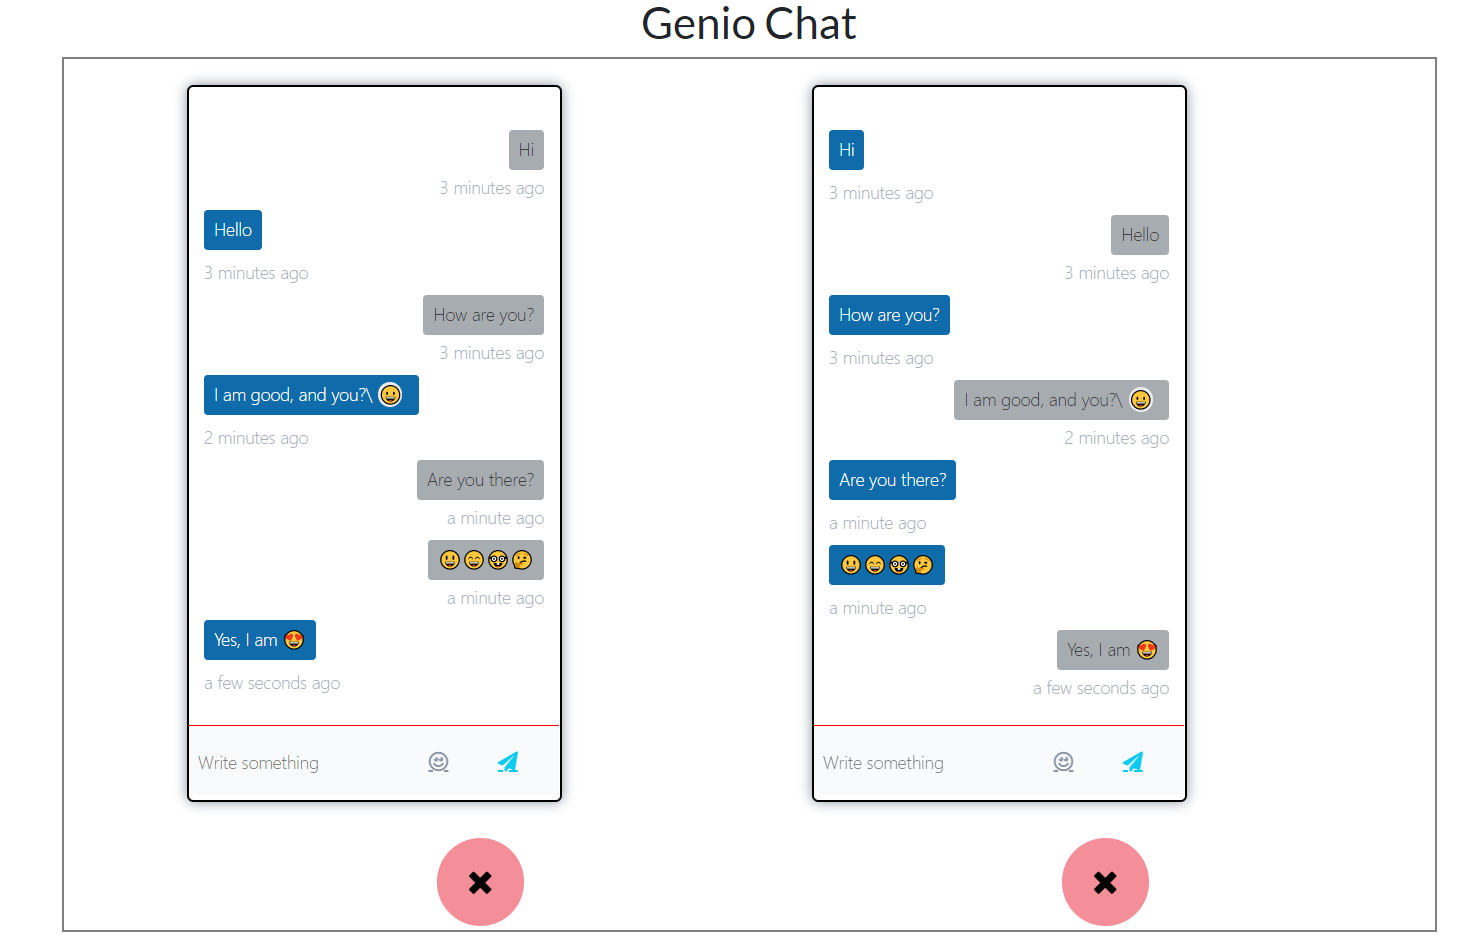 Genio Chat
Hi
3 minutes ago
Hello
3 minutes ago
How are you?
3 minutes ago
I am good, and you?\ 😀
2 minutes ago
Are you there?
a minute ago
😃😄🤓🤔
a minute ago
Yes, I am 😍
a few seconds ago
Write something
Hi
3 minutes ago
Hello
3 minutes ago
How are you?
3 minutes ago
I am good, and you?\ 😀
2 minutes ago
Are you there?
a minute ago
😃😄🤓🤔
a minute ago
Yes, I am 😍
a few seconds ago
Write something